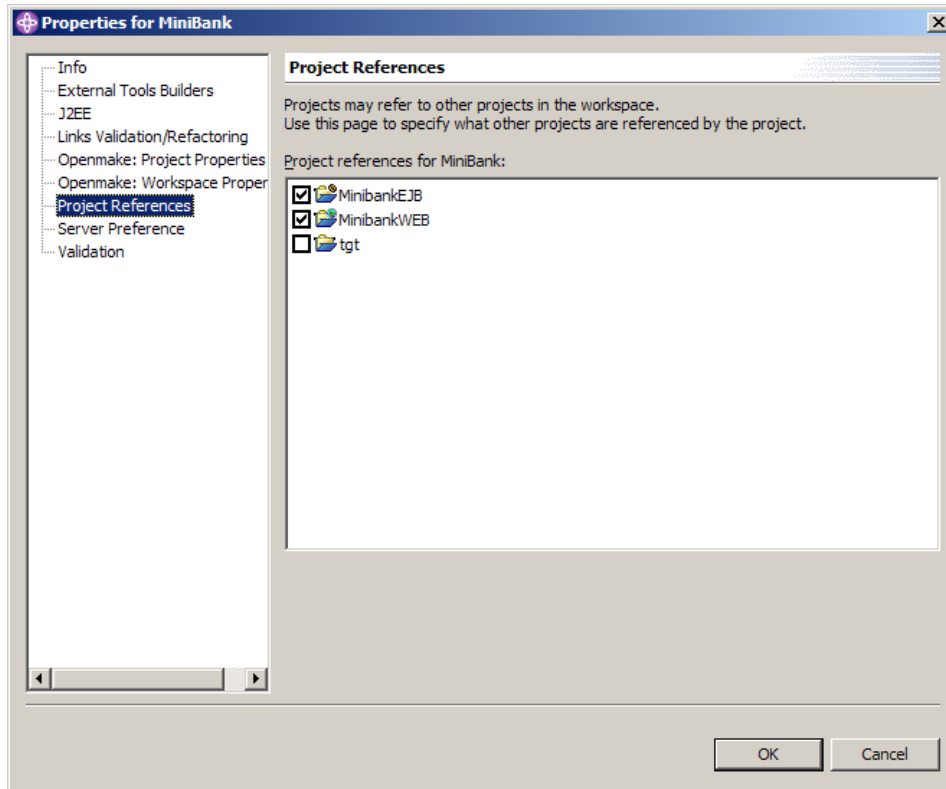 Properties for MiniBank
Info
External Tools Builders
J2EE
Links Validation/Refactoring
Openmake: Project Properties
Openmake: Workspace Proper
Project References
Server Preference
Validation
Project References
Projects may refer to other projects in the workspace.
Use this page to specify what other projects are referenced by the project.
Project references for MiniBank:
MinibankEJB
MinibankWEB
tgt
OK
Cancel